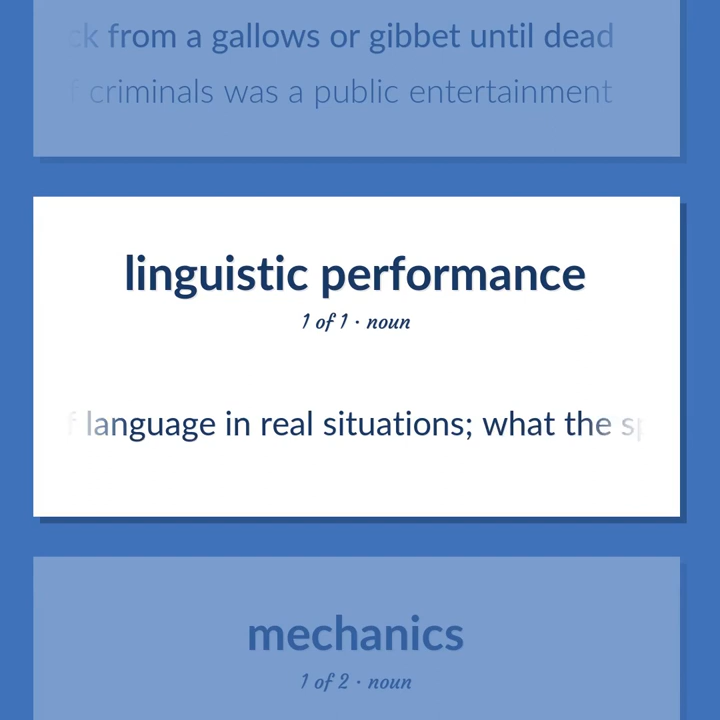 from a gallows or gibbet until dead
criminals was a public entertainment
linguistic performance
1 of 1 · noun
language in real situations; what the
mechanics
1 of 2 · noun